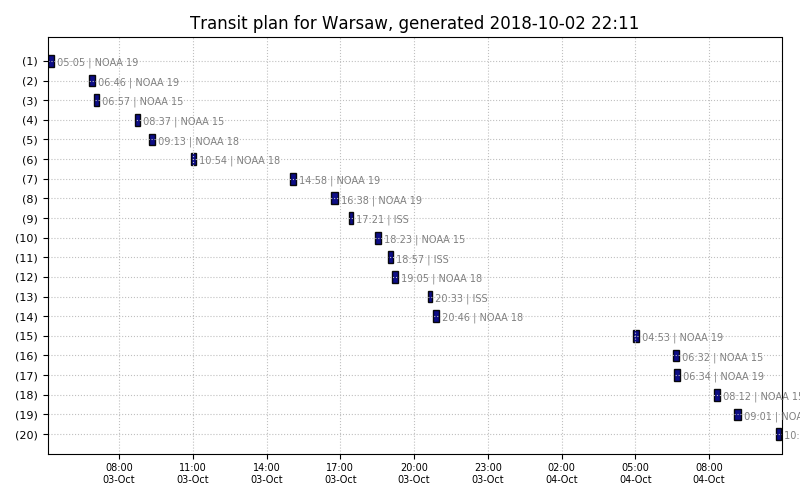 Transit plan for Warsaw, generated 2018-10-02 22:11
(1) 05:05 | NOAA 19
(2) 06:46 | NOAA 19
(3) 06:57 | NOAA 15
(4) 08:37 | NOAA 15
(5) 09:13 | NOAA 18
(6) 10:54 | NOAA 18
(7) 14:58 | NOAA 19
(8) 16:38 | NOAA 19
(9) 17:21 | ISS
(10) 18:23 | NOAA 15
(11) 18:57 | ISS
(12) 19:05 | NOAA 18
(13) 20:33 | ISS
(14) 20:46 | NOAA 18
(15) 04:53 | NOAA 19
(16) 06:32 | NOAA 15
(17) 06:34 | NOAA 19
(18) 08:12 | NOAA 15
(19) 09:01 | NOA
(20) 10:
08:00 11:00 14:00 17:00 20:00 23:00 02:00 05:00 08:00
03-Oct 03-Oct 03-Oct 03-Oct 03-Oct 03-Oct 04-Oct 04-Oct 04-Oct